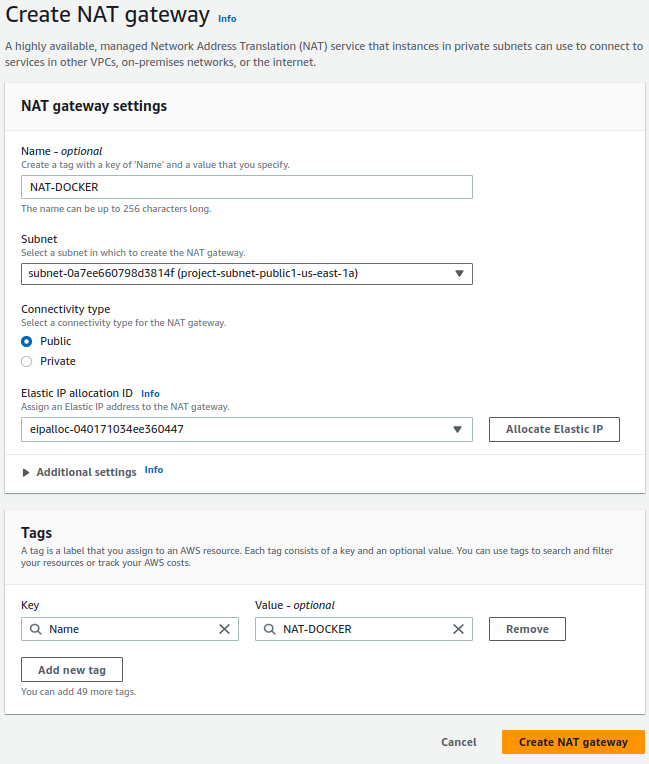 Create NAT gateway Info
A highly available, managed Network Address Translation (NAT) service that instances in private subnets can use to connect to
services in other VPCs, on-premises networks, or the internet.
NAT gateway settings
Name - optional
Create a tag with a key of 'Name' and a value that you specify.
NAT-DOCKER
The name can be up to 256 characters long.
Subnet
Select a subnet in which to create the NAT gateway.
subnet-0a7ee660798d3814f (project-subnet-public1-us-east-1a)
Connectivity type
Select a connectivity type for the NAT gateway.
Public
Private
Elastic IP allocation ID Info
Assign an Elastic IP address to the NAT gateway.
eipalloc-040171034ee360447 Allocate Elastic IP
Additional settings Info
Tags
A tag is a label that you assign to an AWS resource. Each tag consists of a key and an optional value. You can use tags to search and filter
your resources or track your AWS costs.
Key Value - optional
Name NAT-DOCKER Remove
Add new tag
You can add 49 more tags.
Cancel Create NAT gateway